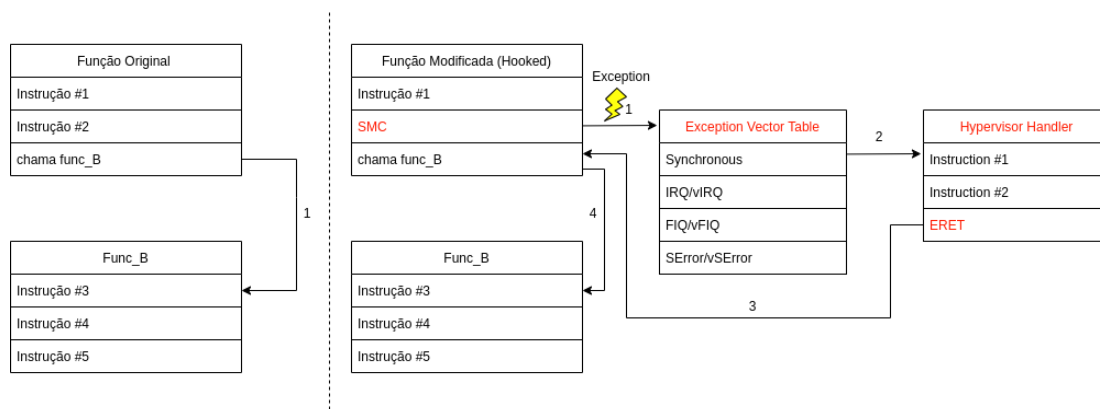 Função Original
Instrução #1
Instrução #2
chama func_B
1
Func_B
Instrução #3
Instrução #4
Instrução #5
Função Modificada (Hooked)
Instrução #1
SMC
chama func_B
4
Func_B
Instrução #3
Instrução #4
Instrução #5
Exception
1
Exception Vector Table
Synchronous
IRQ/vIRQ
FIQ/vFIQ
SError/vSError
2
Hypervisor Handler
Instruction #1
Instruction #2
ERET
3